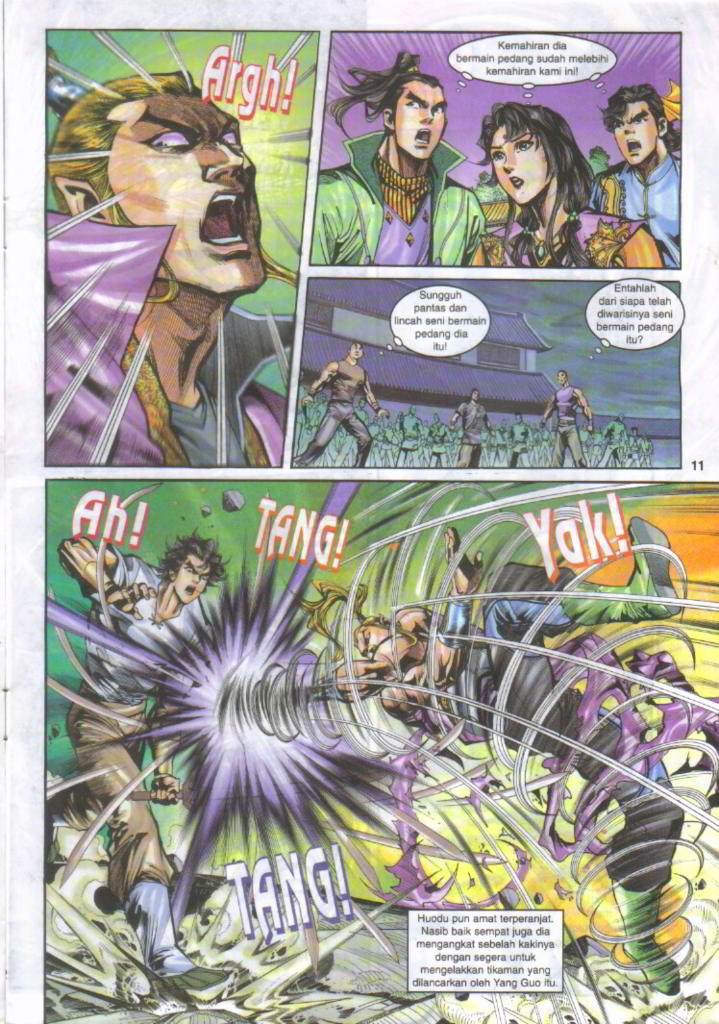 Argh!
Kemahiran dia
bermain pedang sudah melebihi
kemahiran kami ini!
Sungguh
pantas dan
lincah seni bermain
pedang dia
itu!
Entahlah
dari siapa telah
diwarisinya seni
bermain pedang
itu?
11
Ah!
TANG!
Yak!
TANG!
Huodu pun amat terperanjat.
Nasib baik sempat juga dia
mengangkat sebelah kakinya
dengan segera untuk
mengelakkan tikaman yang
dilancarkan oleh Yang Guo itu.